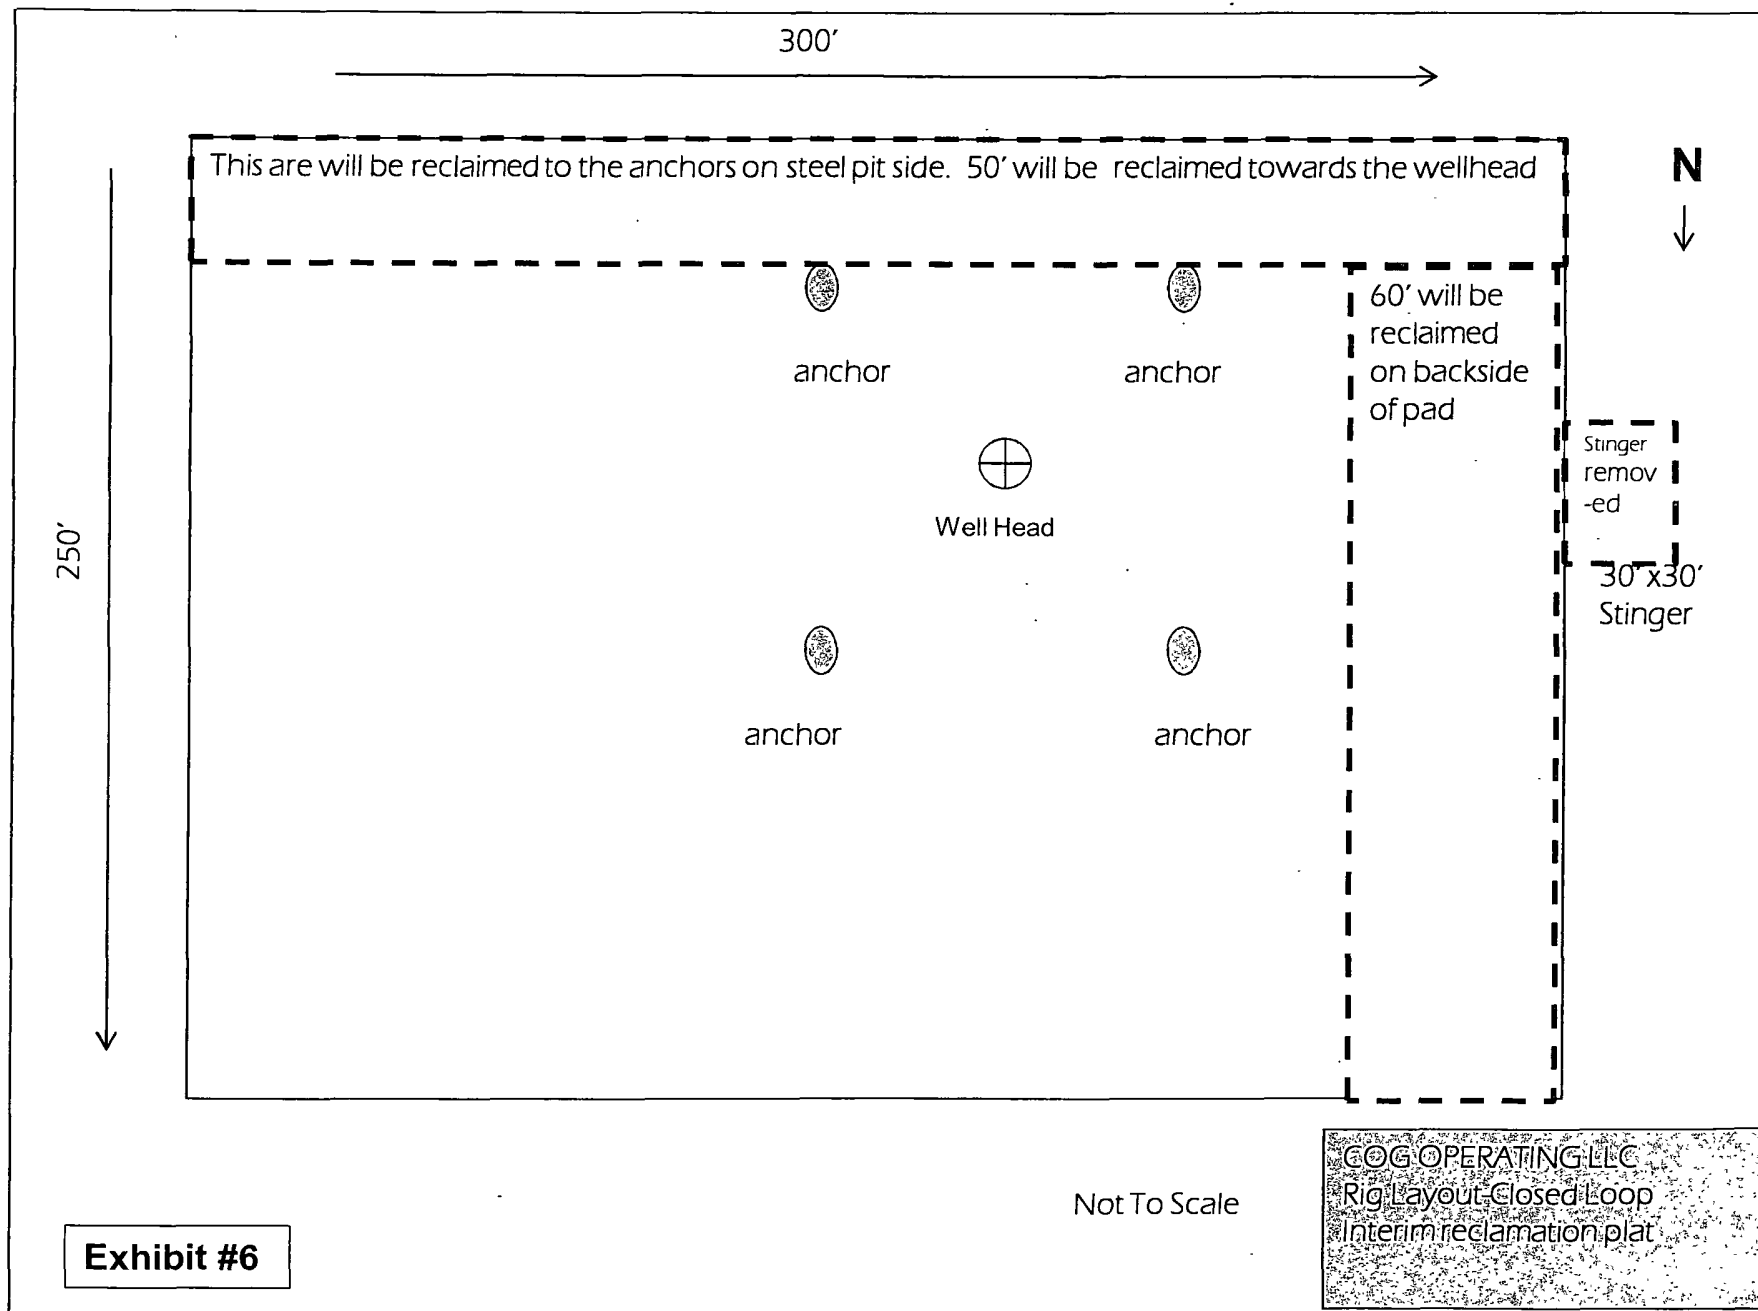 300'
This are will be reclaimed to the anchors on steel pit side. 50' will be reclaimed towards the wellhead
N
60' will be
reclaimed
on backside
of pad
anchor
anchor
Stinger
remov
-ed
Well Head
250'
30'x30'
Stinger
anchor
anchor
Not To Scale
COG OPERATING LLC
Rig Layout-Closed Loop
Interim reclamation plat
Exhibit #6